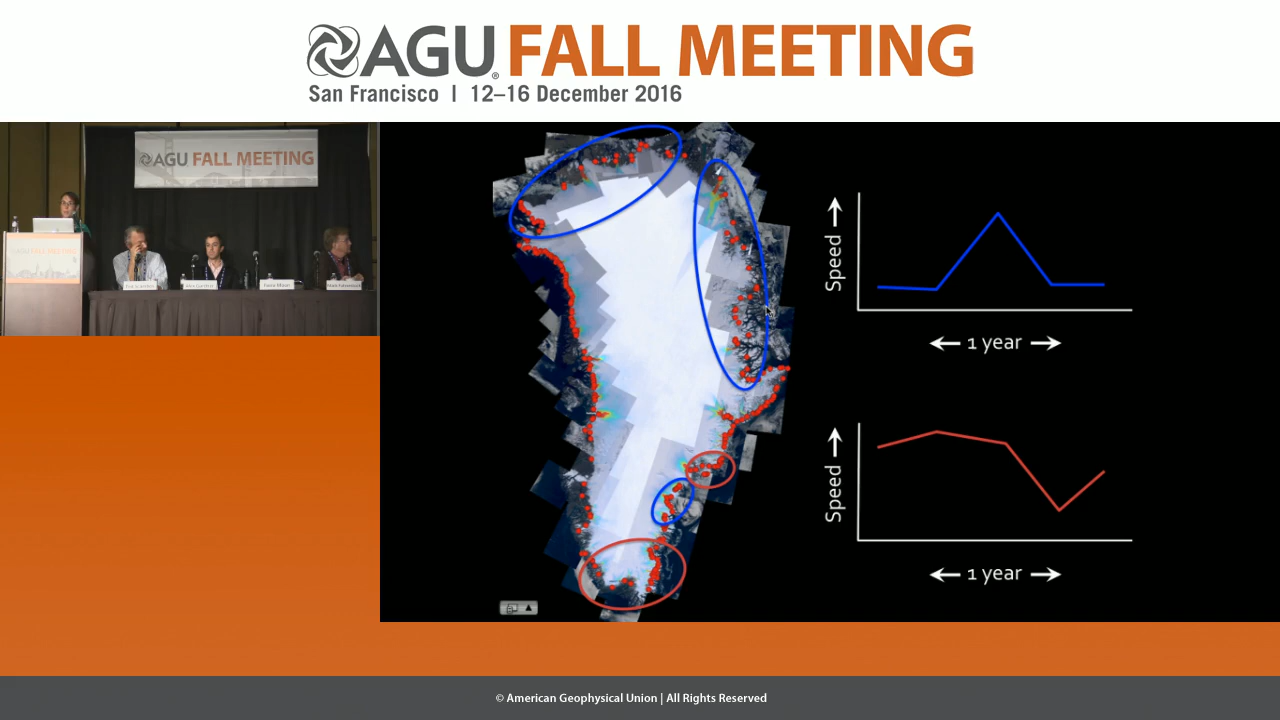 AGU® FALL MEETING
San Francisco | 12–16 December 2016
AGU FALL MEETING
Speed
1 year
Speed
1 year
© American Geophysical Union | All Rights Reserved